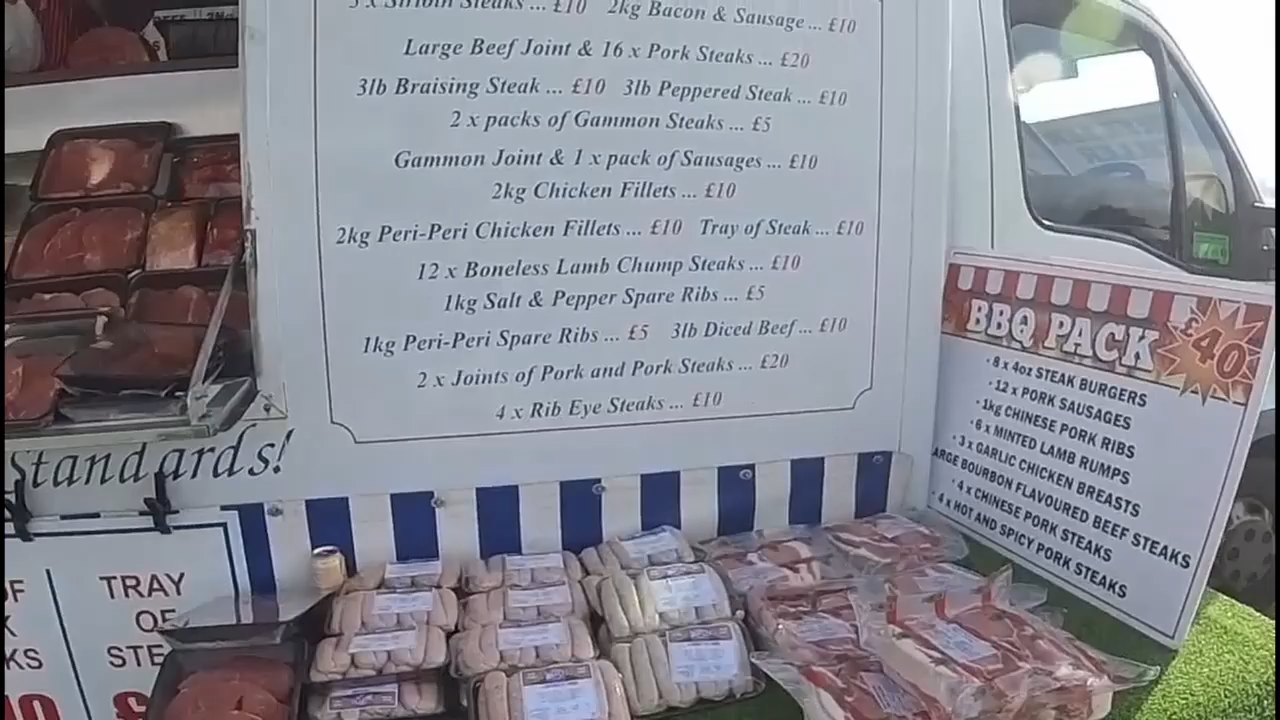 5 x Sirloin Steaks ... £10 2kg Bacon & Sausage ... £10
Large Beef Joint & 16 x Pork Steaks ... £20
3lb Braising Steak ... £10 3lb Peppered Steak ... £10
2 x packs of Gammon Steaks ... £5
Gammon Joint & 1 x pack of Sausages ... £10
2kg Chicken Fillets ... £10
2kg Peri-Peri Chicken Fillets ... £10 Tray of Steak ... £10
12 x Boneless Lamb Chump Steaks ... £10
1kg Salt & Pepper Spare Ribs ... £5
1kg Peri-Peri Spare Ribs ... £5 3lb Diced Beef ... £10
2 x Joints of Pork and Pork Steaks ... £20
4 x Rib Eye Steaks ... £10
Standards!
BBQ PACK
£40
· 8 x 4oz STEAK BURGERS
· 12 x PORK SAUSAGES
· 1kg CHINESE PORK RIBS
· 6 x MINTED LAMB RUMPS
· 3 x GARLIC CHICKEN BREASTS
ARGE BOURBON FLAVOURED BEEF STEAKS
· 4 x CHINESE PORK STEAKS
· 4 x HOT AND SPICY PORK STEAKS
TRAY
OF
STE
£
OF
KS